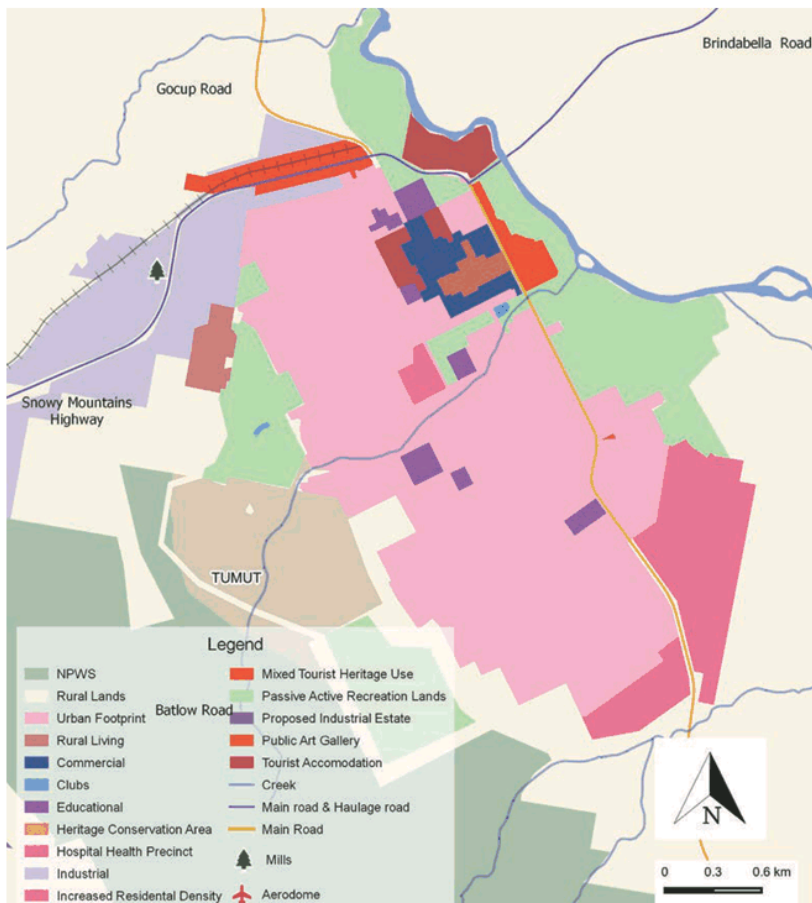 Brindabella Road
Gocup Road
Snowy Mountains
Highway
TUMUT
Batlow Road
Legend
NPWS
Rural Lands
Urban Footprint
Rural Living
Commercial
Clubs
Educational
Heritage Conservation Area
Hospital Health Precinct
Industrial
Increased Residental Density
Mixed Tourist Heritage Use
Passive Active Recreation Lands
Proposed Industrial Estate
Public Art Gallery
Tourist Accomodation
Creek
Main road & Haulage road
Main Road
Mills
Aerodome
N
0 0.3 0.6 km